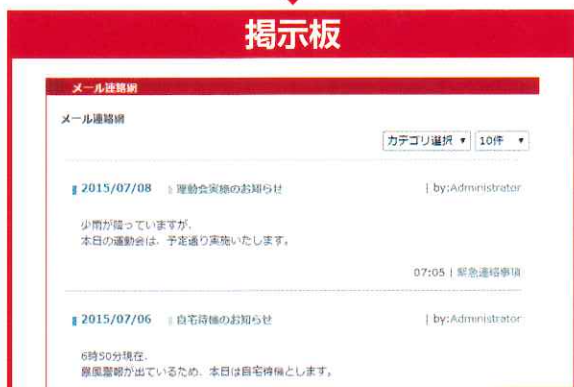 掲示板
メール連絡網
メール連絡網
カテゴリ選択 ▼ 10件 ▼
2015/07/08 運動会実施のお知らせ | by:Administrator
少雨が降っていますが、
本日の運動会は、予定通り実施いたします。
07:05 | 緊急連絡事項
2015/07/06 自宅待機のお知らせ | by:Administrator
6時50分現在、
暴風警報が出ているため、本日は自宅待機とします。